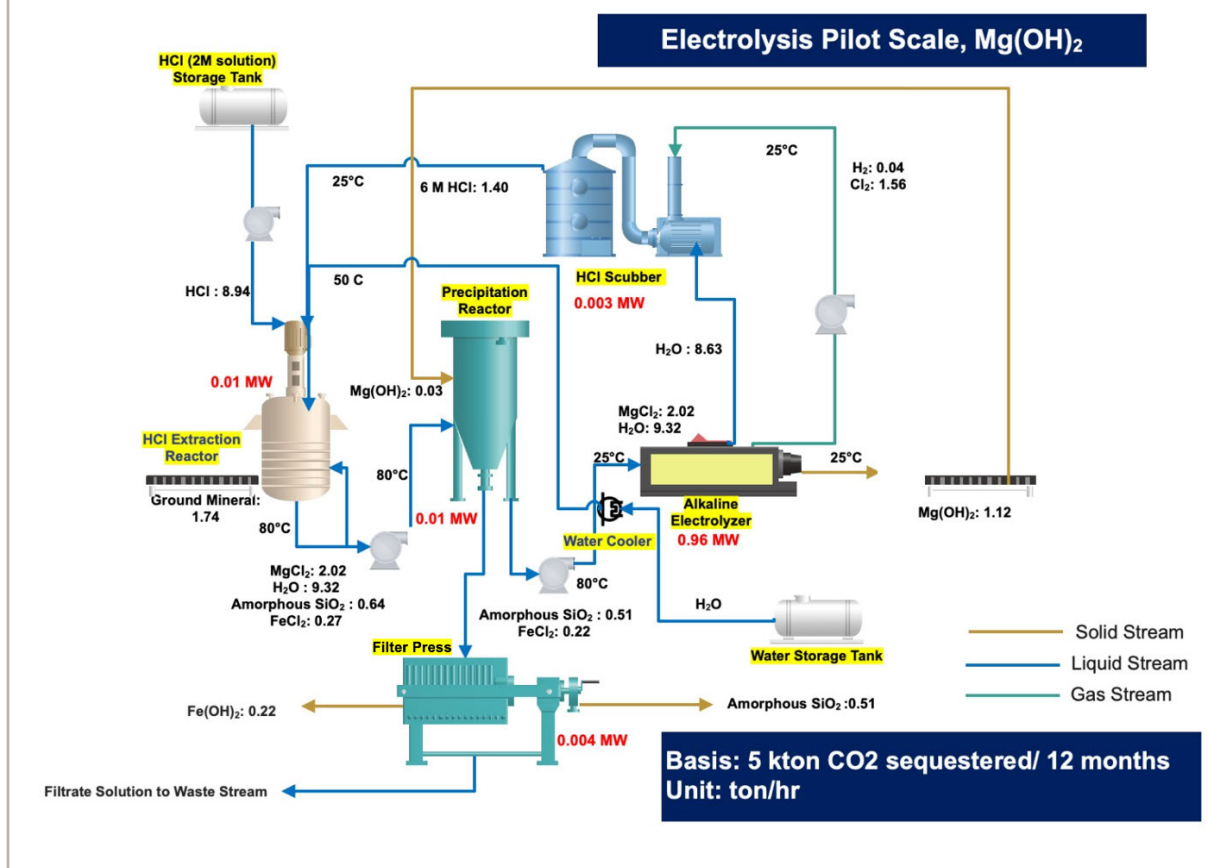 Electrolysis Pilot Scale, Mg(OH)₂
HCl (2M solution)
Storage Tank
25°C
6 M HCl: 1.40
25°C
H₂: 0.04
Cl₂: 1.56
HCl : 8.94
50 C
HCl Scubber
0.003 MW
Precipitation
Reactor
H₂O : 8.63
0.01 MW
Mg(OH)₂: 0.03
MgCl₂: 2.02
H₂O: 9.32
HCl Extraction
Reactor
80°C
25°C
25°C
Ground Mineral:
1.74
80°C
0.01 MW
Alkaline
Electrolyzer
0.96 MW
Mg(OH)₂: 1.12
Water Cooler
80°C
MgCl₂: 2.02
H₂O : 9.32
Amorphous SiO₂ : 0.64
FeCl₂: 0.27
Amorphous SiO₂ : 0.51
FeCl₂: 0.22
H₂O
Water Storage Tank
Filter Press
Solid Stream
Liquid Stream
Gas Stream
Fe(OH)₂: 0.22
Amorphous SiO₂ :0.51
0.004 MW
Filtrate Solution to Waste Stream
Basis: 5 kton CO2 sequestered/ 12 months
Unit: ton/hr